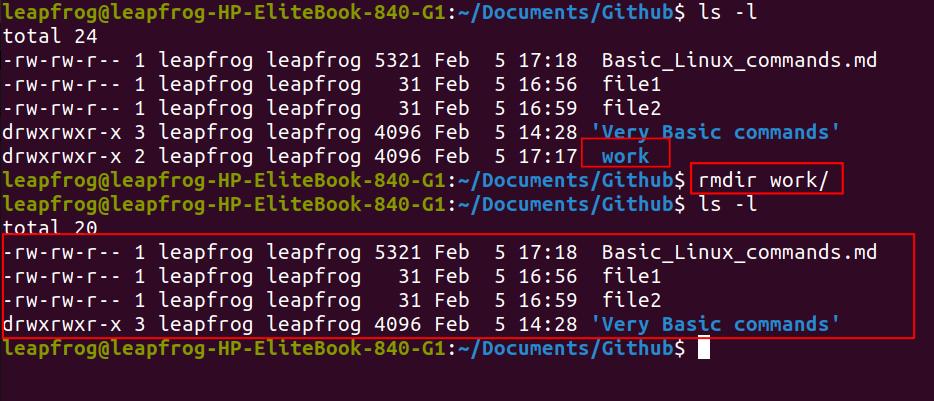 leapfrog@leapfrog-HP-EliteBook-840-G1:~/Documents/Github$ ls -l
total 24
-rw-rw-r-- 1 leapfrog leapfrog 5321 Feb  5 17:18  Basic_Linux_commands.md
-rw-rw-r-- 1 leapfrog leapfrog   31 Feb  5 16:56  file1
-rw-rw-r-- 1 leapfrog leapfrog   31 Feb  5 16:59  file2
drwxrwxr-x 3 leapfrog leapfrog 4096 Feb  5 14:28 'Very Basic commands'
drwxrwxr-x 2 leapfrog leapfrog 4096 Feb  5 17:17  work
leapfrog@leapfrog-HP-EliteBook-840-G1:~/Documents/Github$ rmdir work/
leapfrog@leapfrog-HP-EliteBook-840-G1:~/Documents/Github$ ls -l
total 20
-rw-rw-r-- 1 leapfrog leapfrog 5321 Feb  5 17:18  Basic_Linux_commands.md
-rw-rw-r-- 1 leapfrog leapfrog   31 Feb  5 16:56  file1
-rw-rw-r-- 1 leapfrog leapfrog   31 Feb  5 16:59  file2
drwxrwxr-x 3 leapfrog leapfrog 4096 Feb  5 14:28 'Very Basic commands'
leapfrog@leapfrog-HP-EliteBook-840-G1:~/Documents/Github$